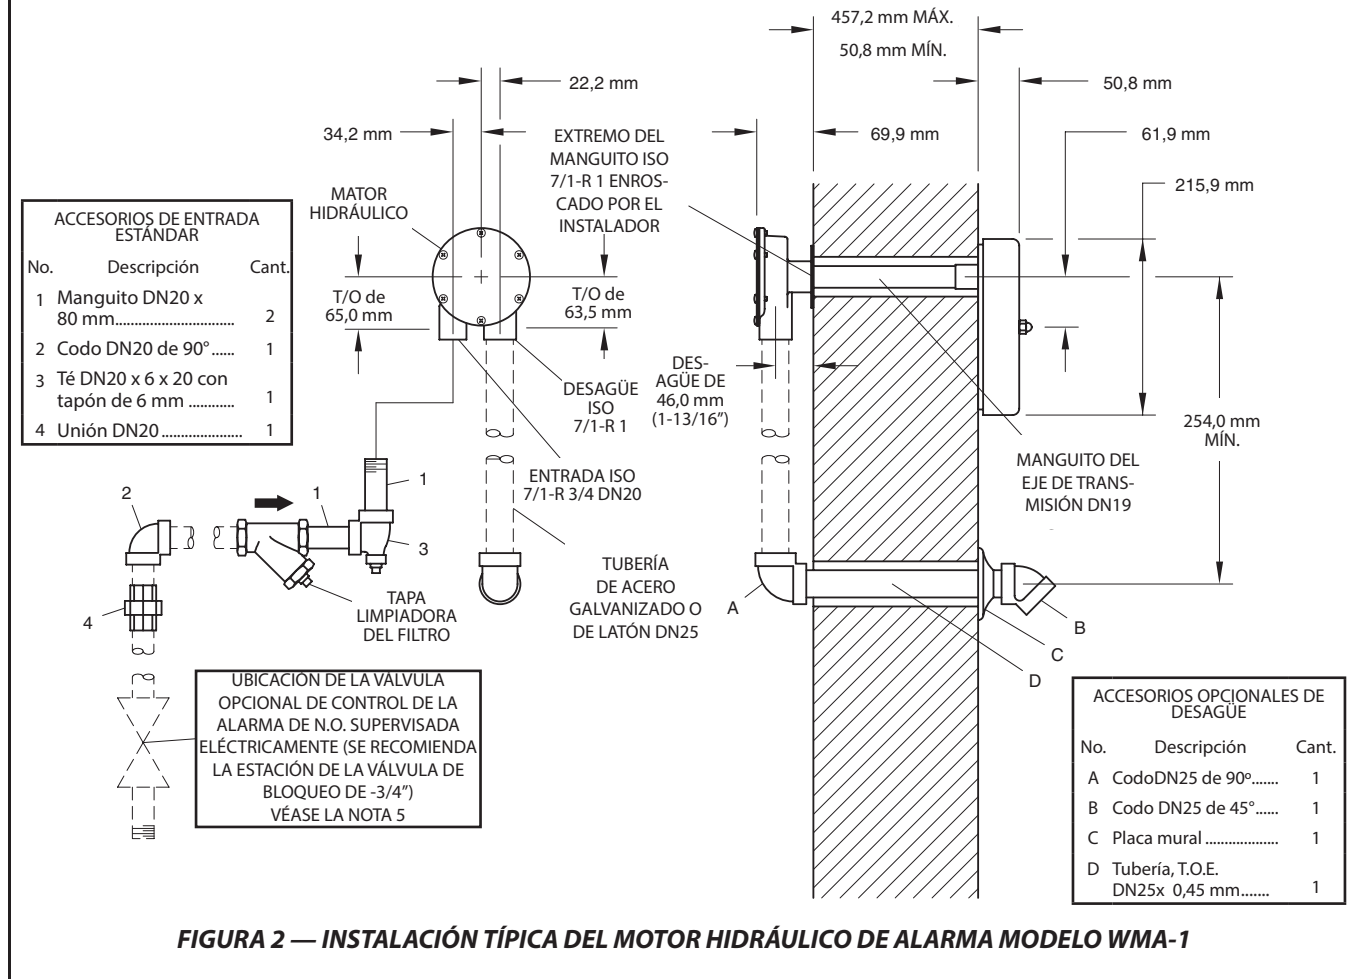 457,2 mm MÁX.
50,8 mm MÍN.
22,2 mm
50,8 mm
34,2 mm
EXTREMO DEL
MANGUITO ISO
7/1-R 1 ENROS-
CADO POR EL
INSTALADOR
69,9 mm
61,9 mm
215,9 mm
MATOR
HIDRÁULICO
ACCESORIOS DE ENTRADA
ESTÁNDAR
No. Descripción Cant.
1 Manguito DN20 x
80 mm............................... 2
2 Codo DN20 de 90°...... 1
3 Té DN20 x 6 x 20 con
tapón de 6 mm ............ 1
4 Unión DN20..................... 1
T/O de
65,0 mm
T/O de
63,5 mm
DESAGÜE
ISO
7/1-R 1
DES-
AGÜE DE
46,0 mm
(1-13/16”)
254,0 mm
MÍN.
MANGUITO DEL
EJE DE TRANS-
MISIÓN DN19
ENTRADA ISO
7/1-R 3/4 DN20
2
1
1
3
4
TAPA
LIMPIADORA
DEL FILTRO
TUBERÍA
DE ACERO
GALVANIZADO O
DE LATÓN DN25
A
B
C
D
UBICACIÓN DE LA VÁLVULA
OPCIONAL DE CONTROL DE LA
ALARMA DE N.O. SUPERVISADA
ELÉCTRICAMENTE (SE RECOMIENDA
LA ESTACIÓN DE LA VÁLVULA DE
BLOQUEO DE -3/4”)
VÉASE LA NOTA 5
ACCESORIOS OPCIONALES DE
DESAGÜE
No. Descripción Cant.
A CodoDN25 de 90º....... 1
B Codo DN25 de 45°...... 1
C Placa mural ................... 1
D Tubería, T.O.E.
DN25x 0,45 mm....... 1
FIGURA 2 — INSTALACIÓN TÍPICA DEL MOTOR HIDRÁULICO DE ALARMA MODELO WMA-1